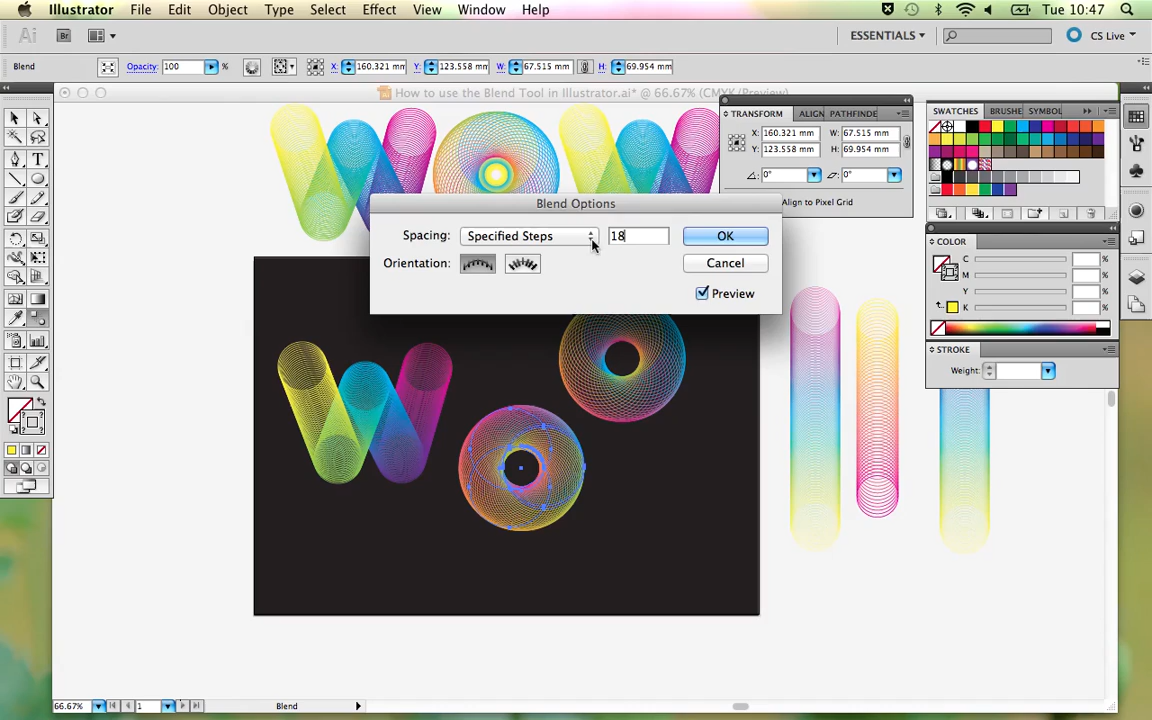 Illustrator File Edit Object Type Select Effect View Window Help Tue 10:47
Ai Br ESSENTIALS CS Live
Blend Opacity: 100 % X: 160.321 mm Y: 123.558 mm W: 67.515 mm H: 69.954 mm
How to use the Blend Tool in Illustrator.ai* @ 66.67% (CMYK/Preview)
TRANSFORM ALIGN PATHFINDE
X: 160.321 mm W: 67.515 mm
Y: 123.558 mm H: 69.954 mm
0° 0°
Align to Pixel Grid
SWATCHES BRUSHE SYMBOL
Blend Options
Spacing: Specified Steps 18 OK
Orientation: Cancel
Preview
COLOR
C %
M %
Y %
K %
STROKE
Weight:
T
66.67% 1 Blend